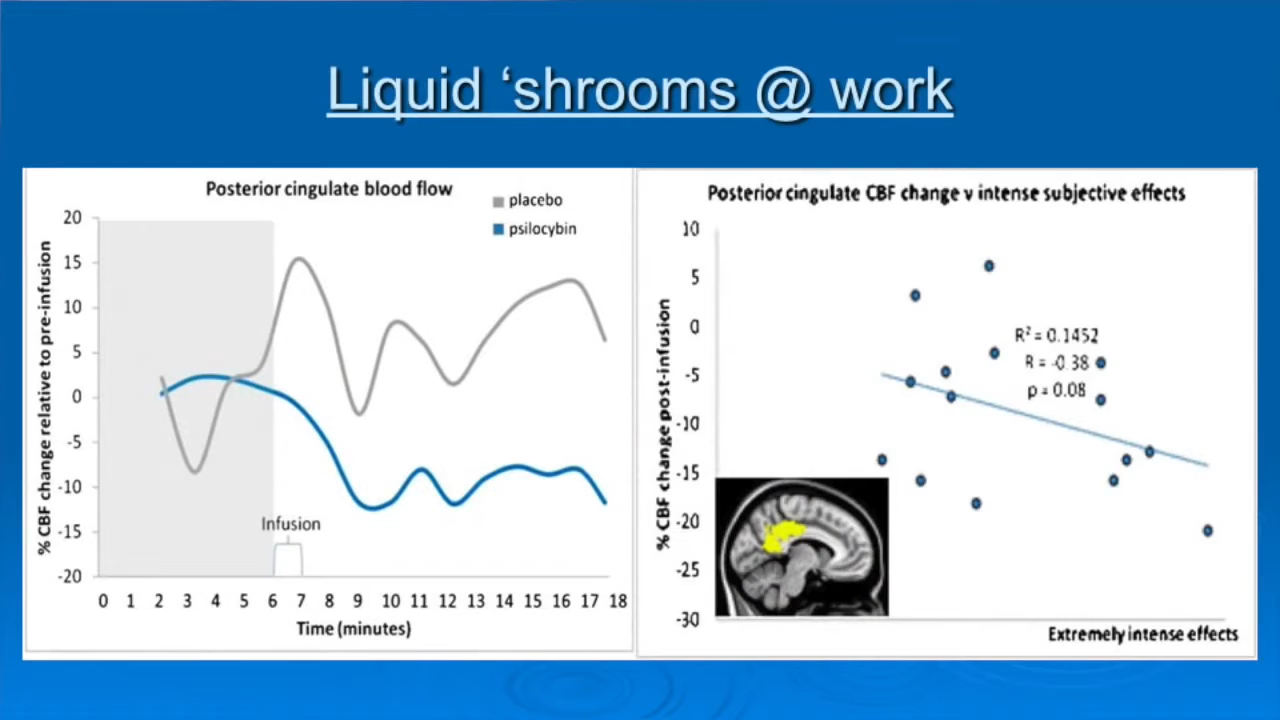 Liquid ‘shrooms @ work
Posterior cingulate blood flow
placebo
psilocybin
% CBF change relative to pre-infusion
20
15
10
5
0
-5
-10
-15
-20
Infusion
0 1 2 3 4 5 6 7 8 9 10 11 12 13 14 15 16 17 18
Time (minutes)
Posterior cingulate CBF change v intense subjective effects
% CBF change post-infusion
10
5
0
-5
-10
-15
-20
-25
-30
R² = 0.1452
R = -0.38
p = 0.08
Extremely intense effects